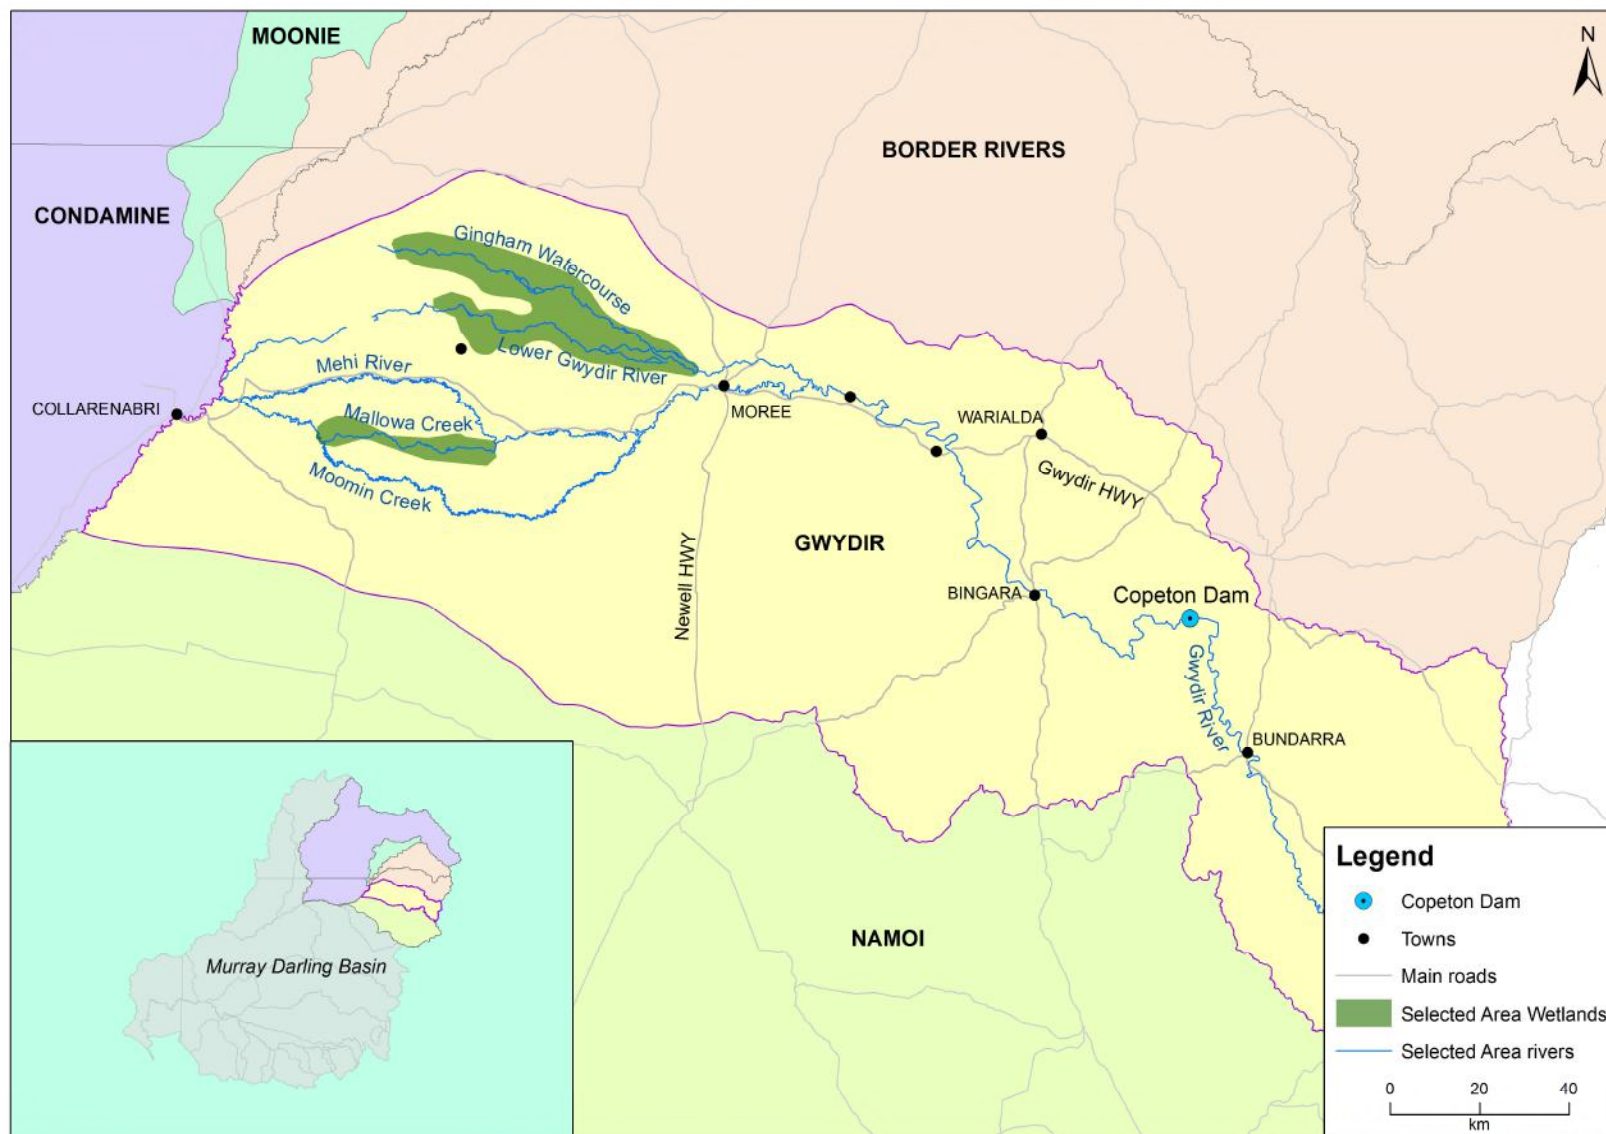 MOONIE
N
BORDER RIVERS
CONDAMINE
Gingham Watercourse
Lower Gwydir River
Mehi River
COLLARENABRI
Mallowa Creek
MOREE
WARIALDA
Moomin Creek
Gwydir HWY
GWYDIR
Newell HWY
BINGARA
Copeton Dam
Gwydir River
BUNDARRA
NAMOI
Murray Darling Basin
Legend
Copeton Dam
Towns
Main roads
Selected Area Wetlands
Selected Area rivers
0 20 40
km